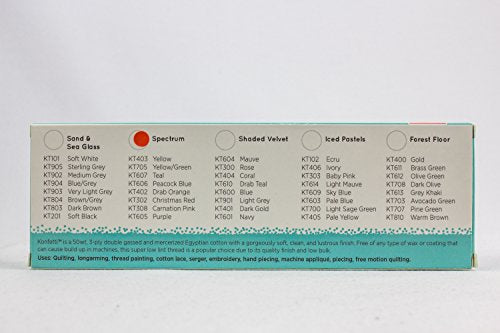 Sand &
Sea Glass
KT101 Soft White
KT905 Sterling Grey
KT902 Medium Grey
KT904 Blue/Grey
KT903 Very Light Grey
KT804 Brown/Grey
KT803 Dark Brown
KT201 Soft Black
Spectrum
KT403 Yellow
KT705 Yellow/Green
KT607 Teal
KT606 Peacock Blue
KT402 Drab Orange
KT302 Christmas Red
KT308 Carnation Pink
KT605 Purple
Shaded Velvet
KT604 Mauve
KT300 Rose
KT404 Coral
KT610 Drab Teal
KT600 Blue
KT901 Light Grey
KT401 Dark Gold
KT601 Navy
Iced Pastels
KT102 Ecru
KT406 Ivory
KT303 Baby Pink
KT614 Light Mauve
KT609 Sky Blue
KT603 Pale Blue
KT700 Light Sage Green
KT405 Pale Yellow
Forest Floor
KT400 Gold
KT611 Brass Green
KT612 Olive Green
KT708 Dark Olive
KT613 Grey Khaki
KT703 Avocado Green
KT707 Pine Green
KT810 Warm Brown
Konfetti™ is a 50wt, 3-ply double gassed and mercerized Egyptian cotton with a gorgeously soft, clean, and lustrous finish. Free of any type of wax or coating that
can cause build up in machines, this super low lint thread is a popular choice due to its quality finish and low bulk.
Uses: Quilting, longarming, thread painting, cotton lace, serger, embroidery, hand piecing, machine appliqué, piecing, free motion quilting.